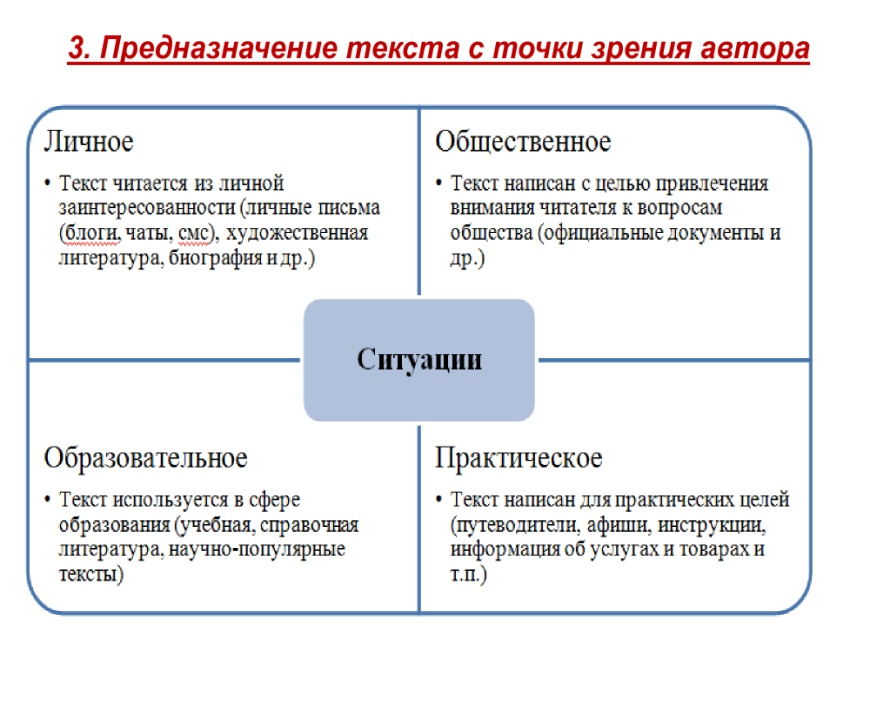 3. Предназначение текста с точки зрения автора
Личное
• Текст читается из личной
заинтересованности (личные письма
(блоги, чаты, смс), художественная
литература, биография и др.)
Общественное
• Текст написан с целью привлечения
внимания читателя к вопросам
общества (официальные документы и
др.)
Ситуации
Образовательное
• Текст используется в сфере
образования (учебная, справочная
литература, научно-популярные
тексты)
Практическое
• Текст написан для практических целей
(путеводители, афиши, инструкции,
информация об услугах и товарах и
т.п.)